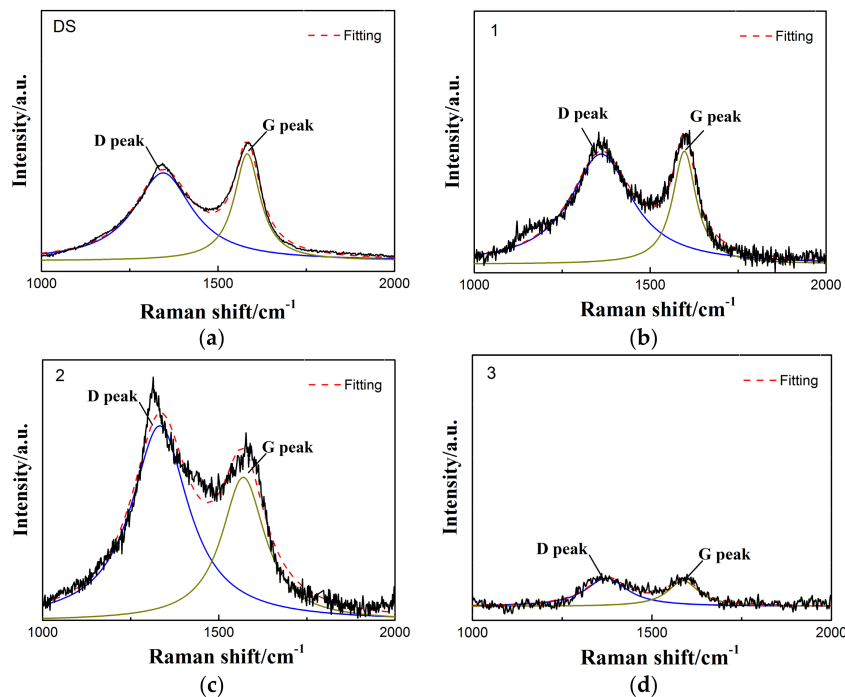 DS
Fitting
D peak
G peak
Intensity/a.u.
1000 1500 2000
Raman shift/cm-1
(a)
1
Fitting
D peak
G peak
Intensity/a.u.
1000 1500 2000
Raman shift/cm-1
(b)
2
Fitting
D peak
G peak
Intensity/a.u.
1000 1500 2000
Raman shift/cm-1
(c)
3
Fitting
D peak
G peak
Intensity/a.u.
1000 1500 2000
Raman shift/cm-1
(d)